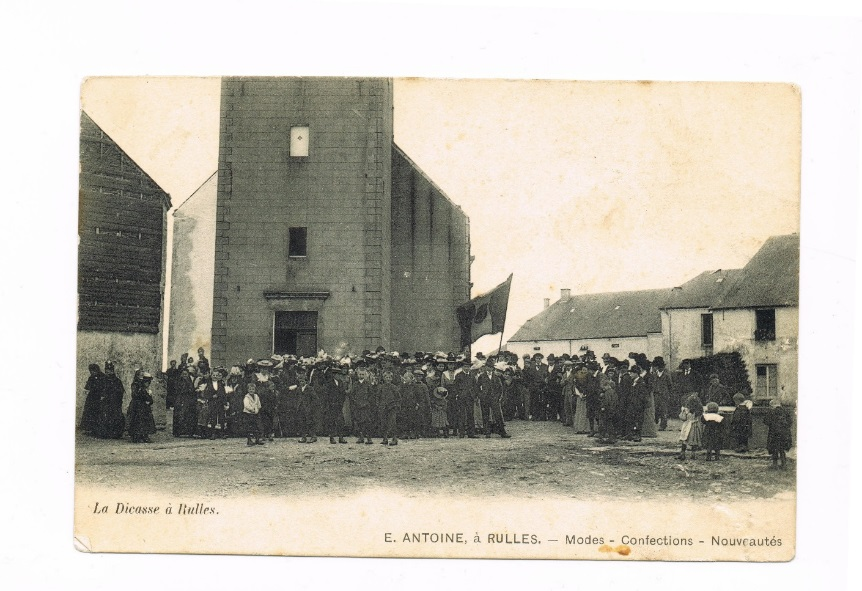 La Dicasse à Rulles.
E. ANTOINE, à RULLES. — Modes - Confections - Nouveautés